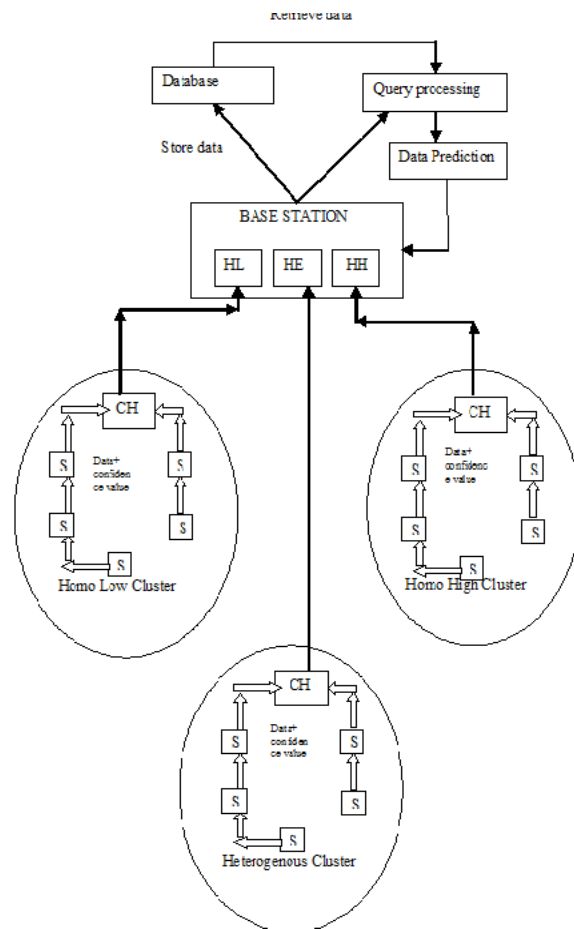 Retrieve data
Database
Query processing
Store data
Data Prediction
BASE STATION
HL
HE
HH
CH
S
S
S
S
S
Data+
confiden
ce value
Homo Low Cluster
CH
S
S
S
S
S
Data+
confidenc
e value
Homo High Cluster
CH
S
S
S
S
S
Data+
confiden
ce value
Heterogenous Cluster